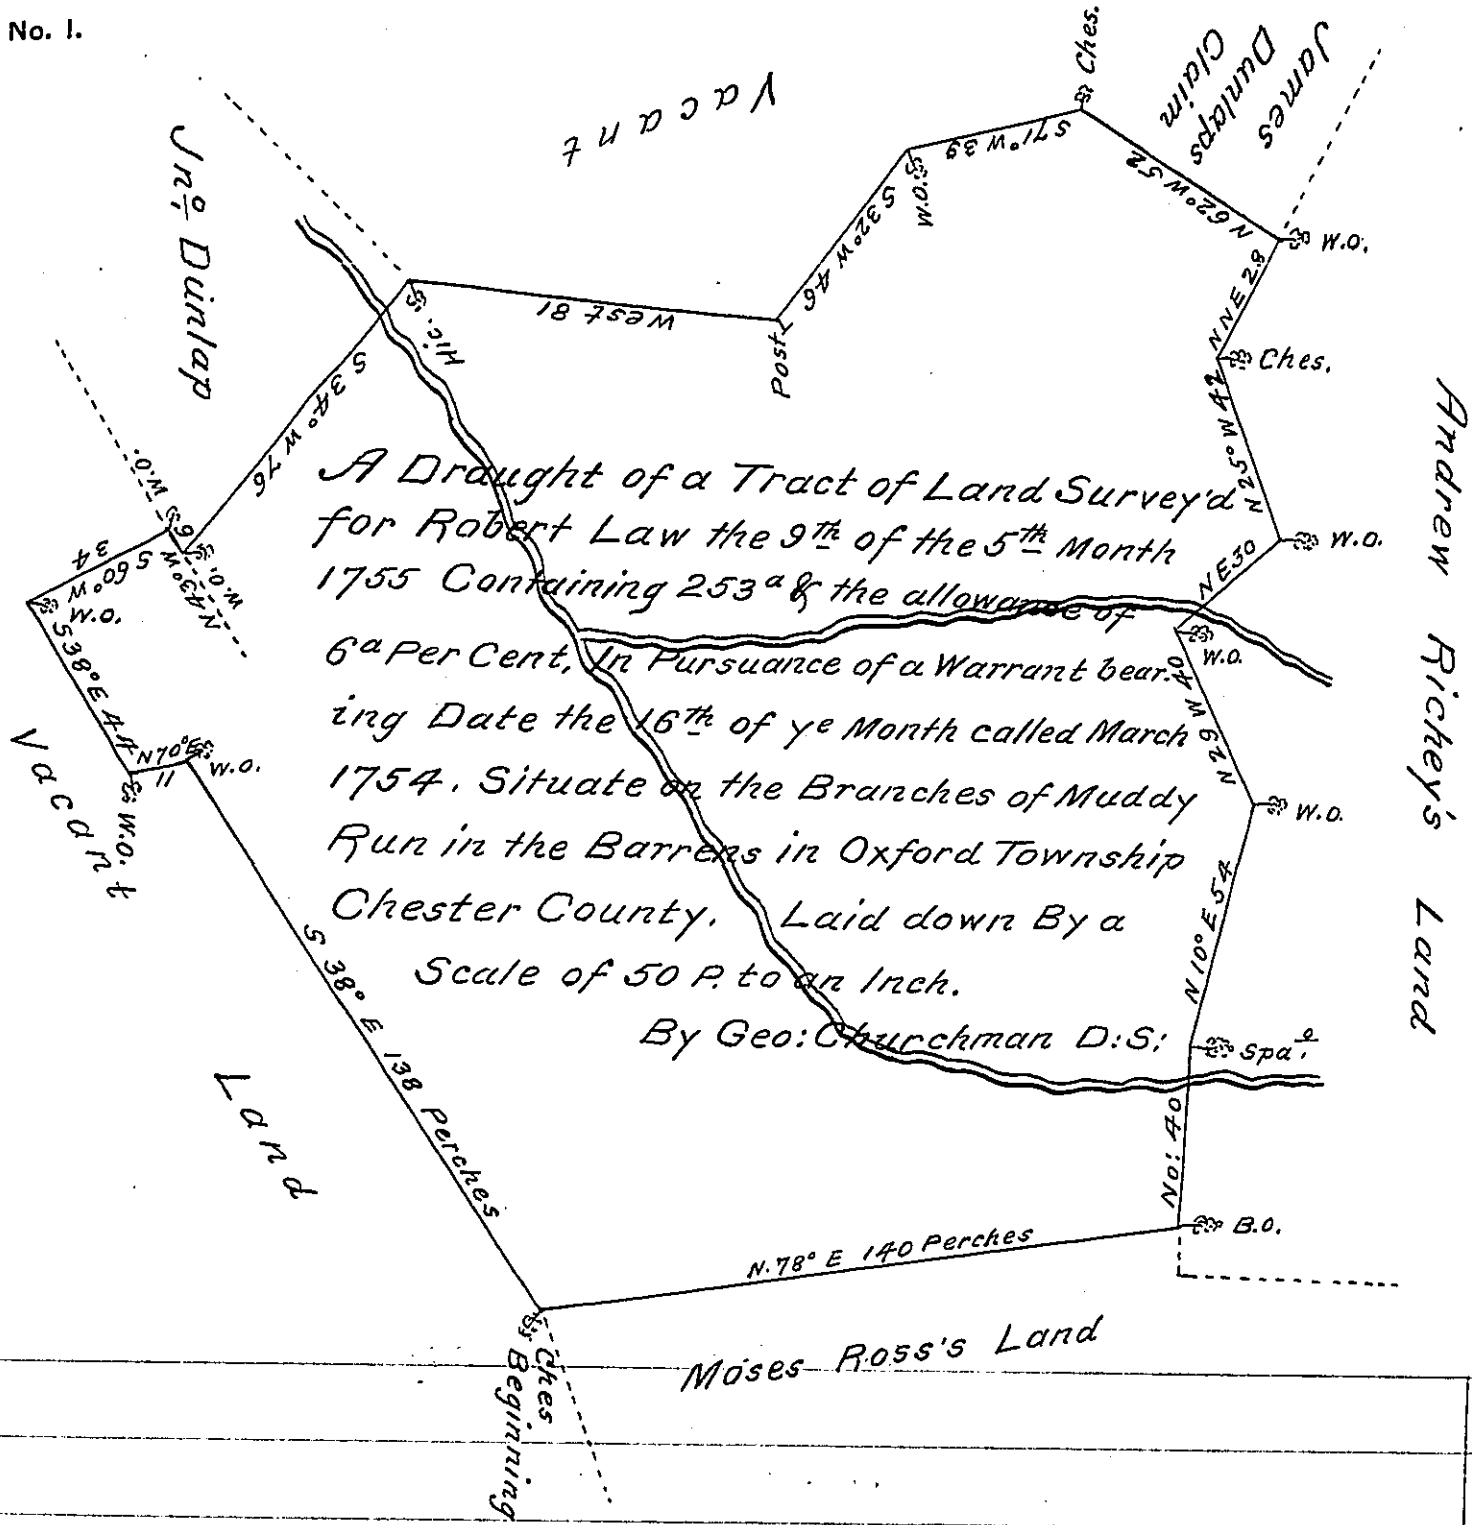 No. 1.
Vacant
Ches.
James
Dunlaps
Claim
Jno: Dunlap
S 71° W 39
N 62° W 52
W.O.
W.O.
S 32° W 46
NNE 28
West 81
Post
Hic.
Ches.
S 34° W 76
N 25° W 42
Andrew Richey's Land
A Draught of a Tract of Land Survey'd
for Robert Law the 9th of the 5th Month
1755 Containing 253a & the allowance of
6a Per Cent, In Pursuance of a Warrant bear-
ing Date the 16th of ye Month called March
1754. Situate on the Branches of Muddy
Run in the Barrens in Oxford Township
Chester County. Laid down By a
Scale of 50 P. to an Inch.
By Geo: Churchman D:S:
W.O.
W.O.
N 43° W
6
S 60° W
34
W.O.
W.O.
NE 30
W.O.
S 38° E 44
N 70° E
11
W.O.
W.O.
N 29 W 40
W.O.
Vacant
Land
N 10° E 54
Spa. o
S 38° E 138 Perches
No: 40
B.O.
N. 78° E 140 Perches
Moses Ross's Land
Ches
Beginning